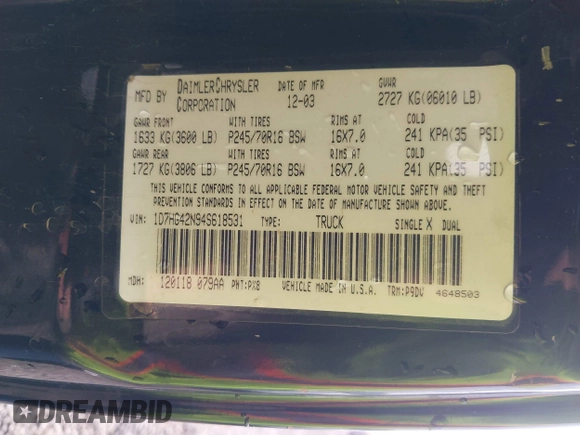 MFD BY DAIMLERCHRYSLER CORPORATION DATE OF MFR 12-03 GVWR 2727 KG(06010 LB)
GAWR FRONT WITH TIRES RIMS AT COLD
1633 KG(3600 LB) P245/70R16 BSW 16X7.0 241 KPA(35 PSI)
GAWR REAR WITH TIRES RIMS AT COLD
1727 KG(3806 LB) P245/70R16 BSW 16X7.0 241 KPA(35 PSI)
THIS VEHICLE CONFORMS TO ALL APPLICABLE FEDERAL MOTOR VEHICLE SAFETY AND THEFT
PREVENTION STANDARDS IN EFFECT ON THE DATE OF MANUFACTURE SHOWN ABOVE.
VIN: 1D7HG42N94S618531 TYPE: TRUCK SINGLE X DUAL
MDH: 120118 079AA PNT: PX8 VEHICLE MADE IN U.S.A. TRM: P9DV 4648503
DREAMBID